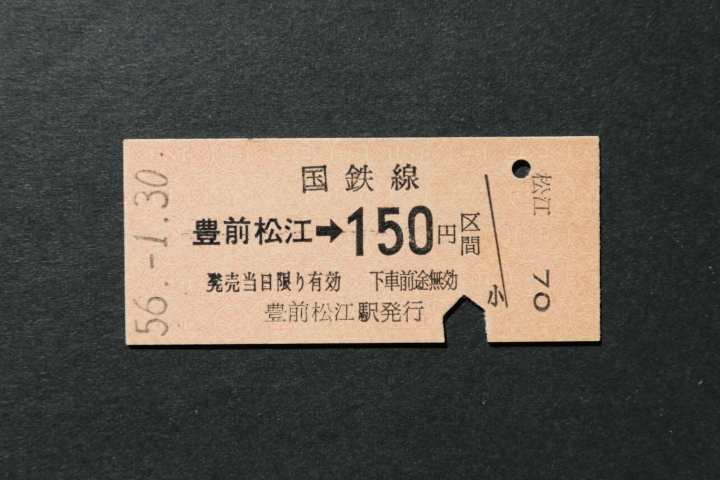 56.-1.30.
国鉄線
豊前松江➡150円区間
発売当日限り有効 下車前途無効
豊前松江駅発行
小
松江
70